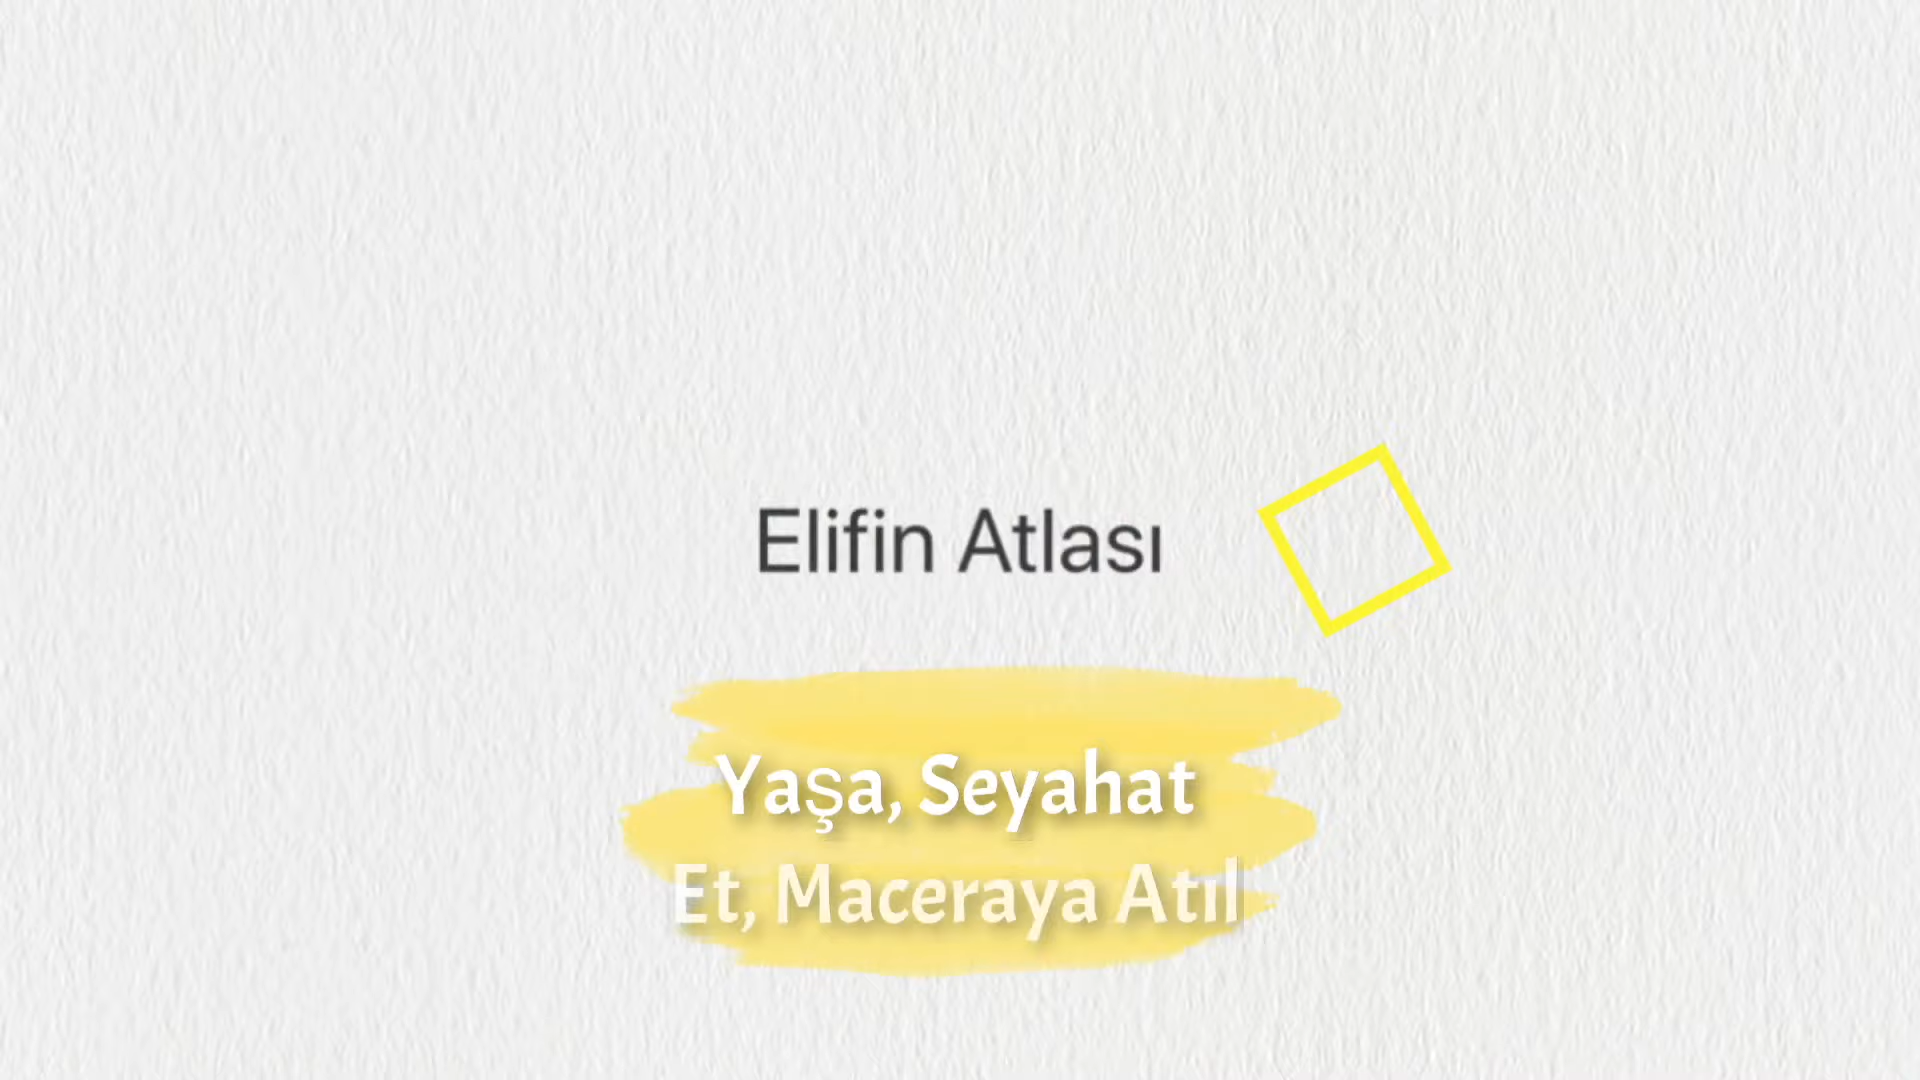 Elifin Atlası
Yaşa, Seyahat
Et, Maceraya Atıl